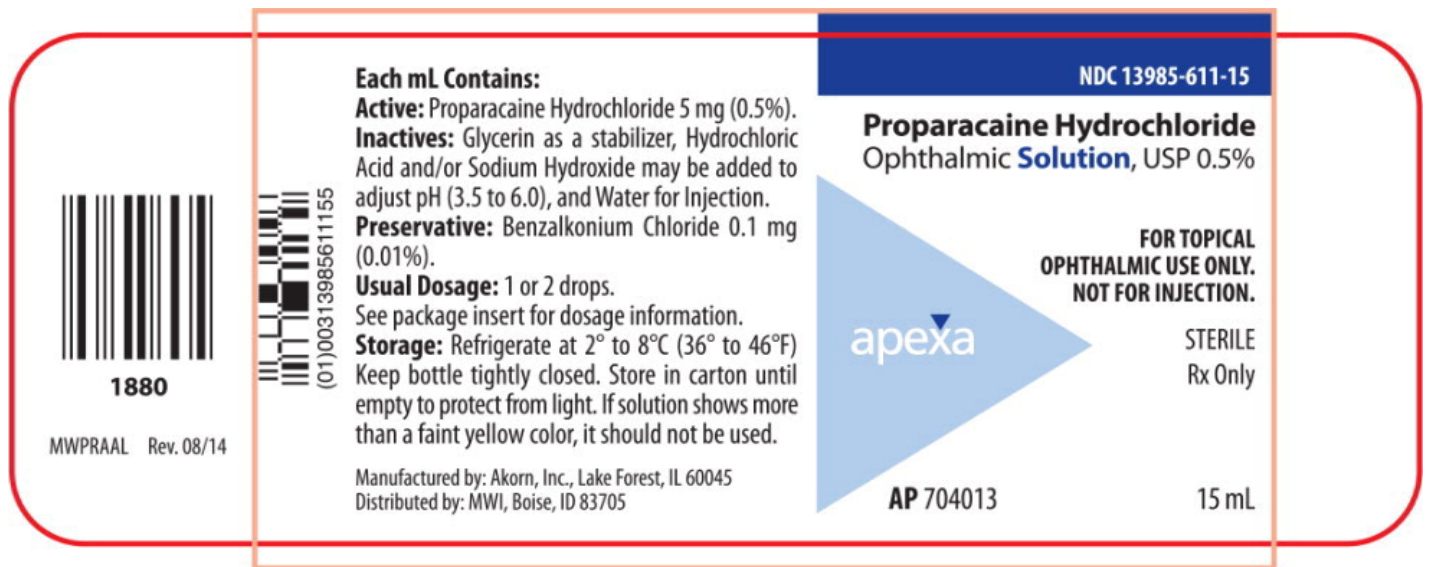 1880
MWPRAAL Rev. 08/14
(01)00313985611155
Each mL Contains:
Active: Proparacaine Hydrochloride 5 mg (0.5%).
Inactives: Glycerin as a stabilizer, Hydrochloric
Acid and/or Sodium Hydroxide may be added to
adjust pH (3.5 to 6.0), and Water for Injection.
Preservative: Benzalkonium Chloride 0.1 mg
(0.01%).
Usual Dosage: 1 or 2 drops.
See package insert for dosage information.
Storage: Refrigerate at 2° to 8°C (36° to 46°F)
Keep bottle tightly closed. Store in carton until
empty to protect from light. If solution shows more
than a faint yellow color, it should not be used.
Manufactured by: Akorn, Inc., Lake Forest, IL 60045
Distributed by: MWI, Boise, ID 83705
NDC 13985-611-15
Proparacaine Hydrochloride
Ophthalmic Solution, USP 0.5%
FOR TOPICAL
OPHTHALMIC USE ONLY.
NOT FOR INJECTION.
apexa
STERILE
Rx Only
AP 704013
15 mL